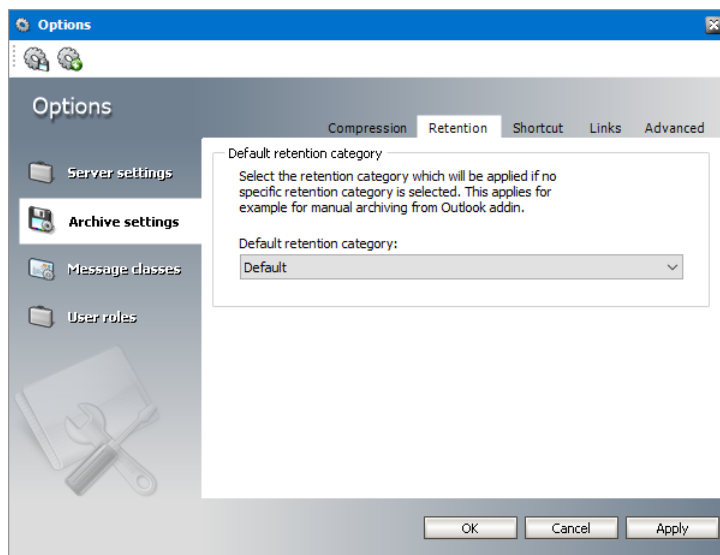 Options
Options
Compression Retention Shortcut Links Advanced
Server settings
Archive settings
Message classes
User roles
Default retention category
Select the retention category which will be applied if no
specific retention category is selected. This applies for
example for manual archiving from Outlook addin.
Default retention category:
Default
OK Cancel Apply